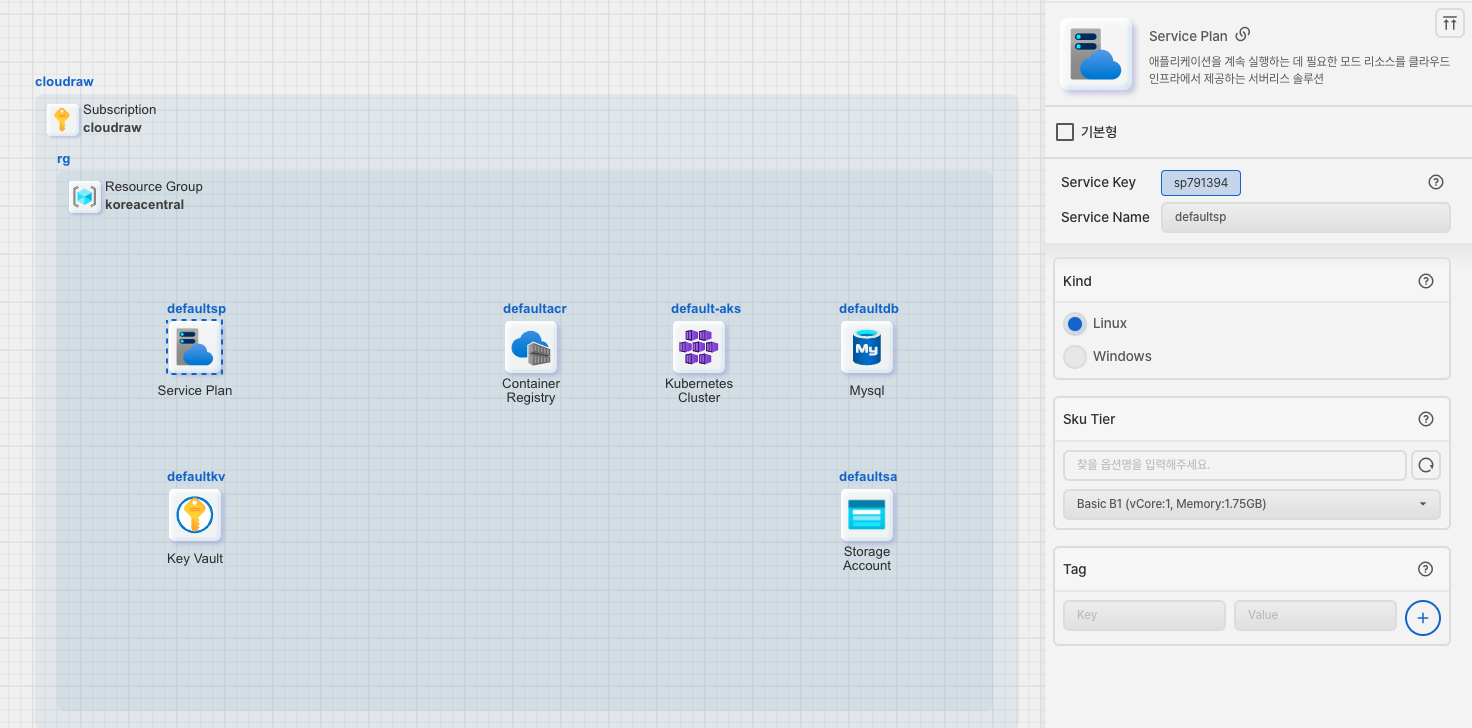 cloudraw
Subscription
cloudraw
rg
Resource Group
koreacentral
defaultsp
Service Plan
defaultacr
Container
Registry
default-aks
Kubernetes
Cluster
defaultdb
My
Mysql
defaultkv
Key Vault
defaultsa
Storage
Account
Service Plan
애플리케이션을 계속 실행하는 데 필요한 모드 리소스를 클라우드
인프라에서 제공하는 서버리스 솔루션
기본형
Service Key
sp791394
Service Name
defaultsp
Kind
Linux
Windows
Sku Tier
찾을 옵션명을 입력해주세요.
Basic B1 (vCore:1, Memory:1.75GB)
Tag
Key
Value